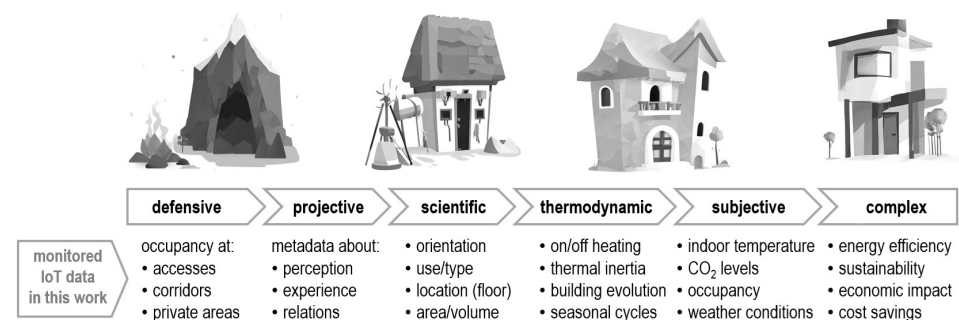 defensive
projective
scientific
thermodynamic
subjective
complex
monitored
IoT data
in this work
occupancy at:
• accesses
• corridors
• private areas
metadata about:
• perception
• experience
• relations
• orientation
• use/type
• location (floor)
• area/volume
• on/off heating
• thermal inertia
• building evolution
• seasonal cycles
• indoor temperature
• CO₂ levels
• occupancy
• weather conditions
• energy efficiency
• sustainability
• economic impact
• cost savings